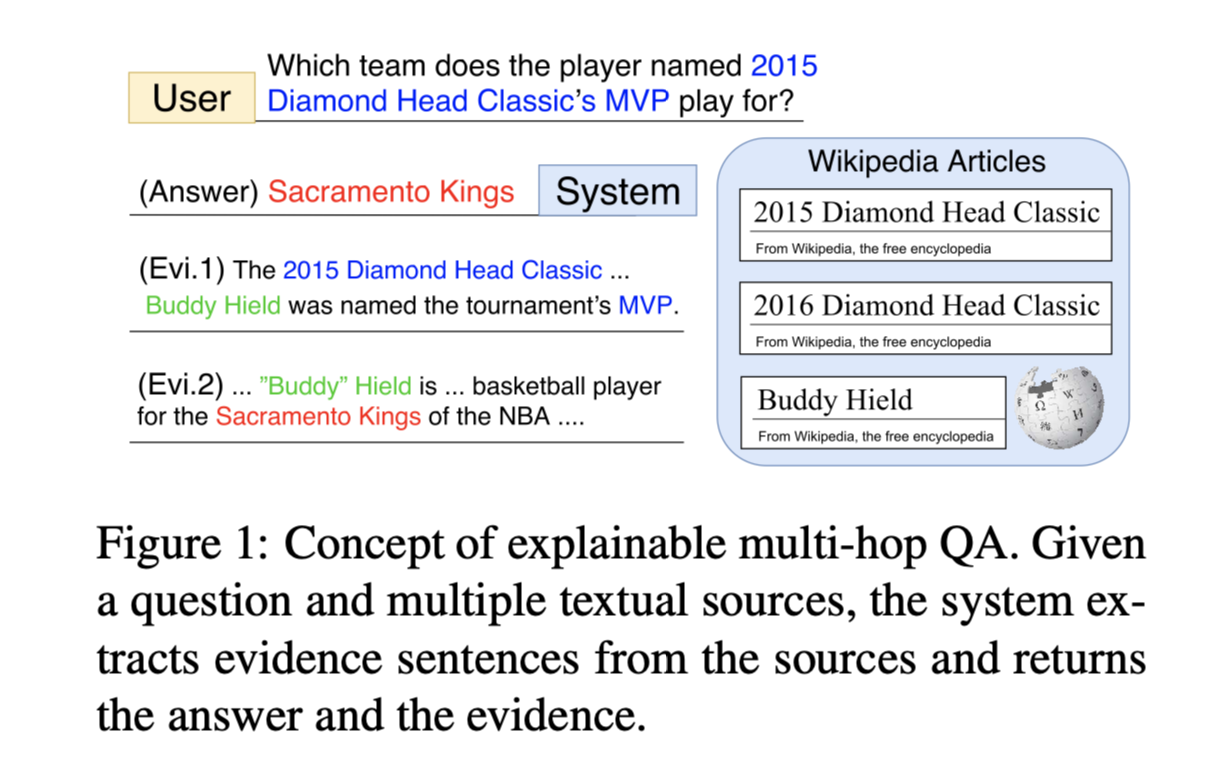 Which team does the player named 2015
User
Diamond Head Classic's MVP play for?
(Answer) Sacramento Kings
System
(Evi.1) The 2015 Diamond Head Classic ...
Buddy Hield was named the tournament's MVP.
(Evi.2) ... ”Buddy” Hield is ... basketball player
for the Sacramento Kings of the NBA ....
Wikipedia Articles
2015 Diamond Head Classic
From Wikipedia, the free encyclopedia
2016 Diamond Head Classic
From Wikipedia, the free encyclopedia
Buddy Hield
From Wikipedia, the free encyclopedia
Figure 1: Concept of explainable multi-hop QA. Given
a question and multiple textual sources, the system ex-
tracts evidence sentences from the sources and returns
the answer and the evidence.